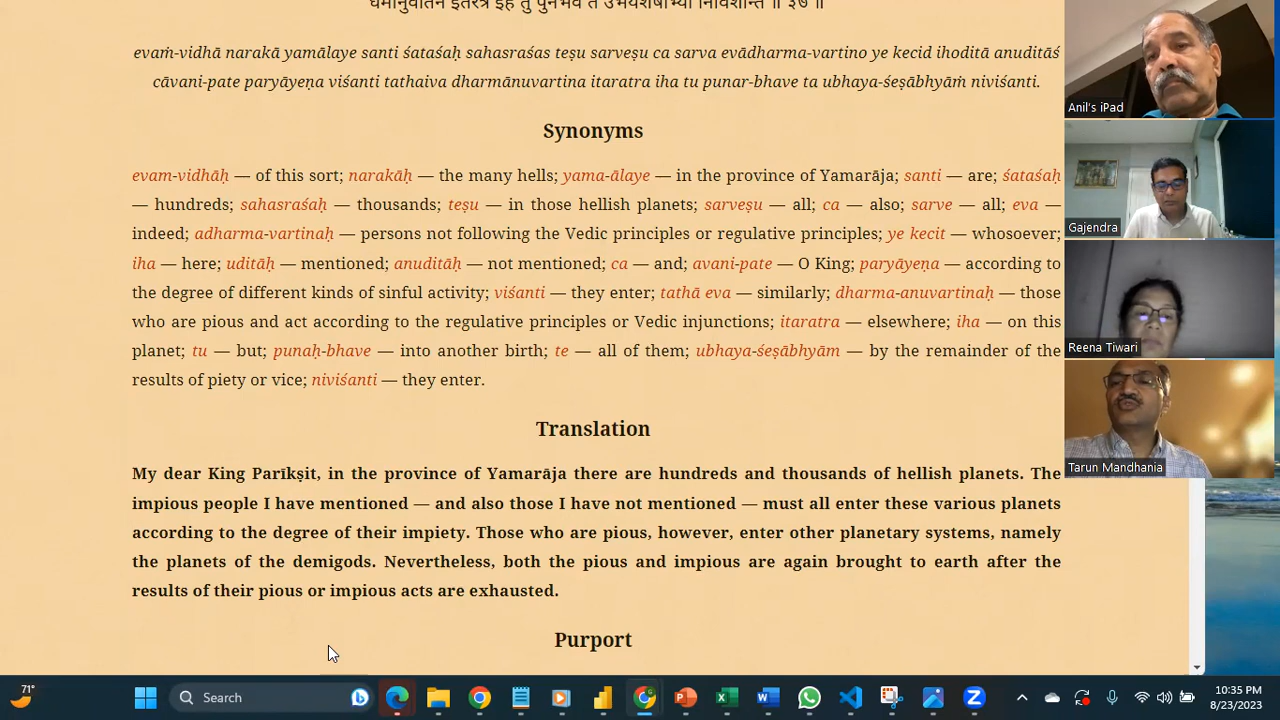 धर्मानुवर्तिन इतरत्र इह तु पुनर्भवे त उभयशेषाभ्यां निविशन्ति ॥ ३७ ॥
evaṁ-vidhā narakā yamālaye santi śataśaḥ sahasraśas teṣu sarveṣu ca sarva evādharma-vartino ye kecid ihoditā anuditāś
cāvani-pate paryāyeṇa viśanti tathaiva dharmānuvartina itaratra iha tu punar-bhave ta ubhaya-śeṣābhyāṁ niviśanti.
Synonyms
evam-vidhāḥ — of this sort; narakāḥ — the many hells; yama-ālaye — in the province of Yamarāja; santi — are; śataśaḥ
— hundreds; sahasraśaḥ — thousands; teṣu — in those hellish planets; sarveṣu — all; ca — also; sarve — all; eva —
indeed; adharma-vartinaḥ — persons not following the Vedic principles or regulative principles; ye kecit — whosoever;
iha — here; uditāḥ — mentioned; anuditāḥ — not mentioned; ca — and; avani-pate — O King; paryāyeṇa — according to
the degree of different kinds of sinful activity; viśanti — they enter; tathā eva — similarly; dharma-anuvartinaḥ — those
who are pious and act according to the regulative principles or Vedic injunctions; itaratra — elsewhere; iha — on this
planet; tu — but; punaḥ-bhave — into another birth; te — all of them; ubhaya-śeṣābhyām — by the remainder of the
results of piety or vice; niviśanti — they enter.
Translation
My dear King Parīkṣit, in the province of Yamarāja there are hundreds and thousands of hellish planets. The
impious people I have mentioned — and also those I have not mentioned — must all enter these various planets
according to the degree of their impiety. Those who are pious, however, enter other planetary systems, namely
the planets of the demigods. Nevertheless, both the pious and impious are again brought to earth after the
results of their pious or impious acts are exhausted.
Purport
Anil's iPad
Gajendra
Reena Tiwari
Tarun Mandhania
71°
Search
10:35 PM
8/23/2023